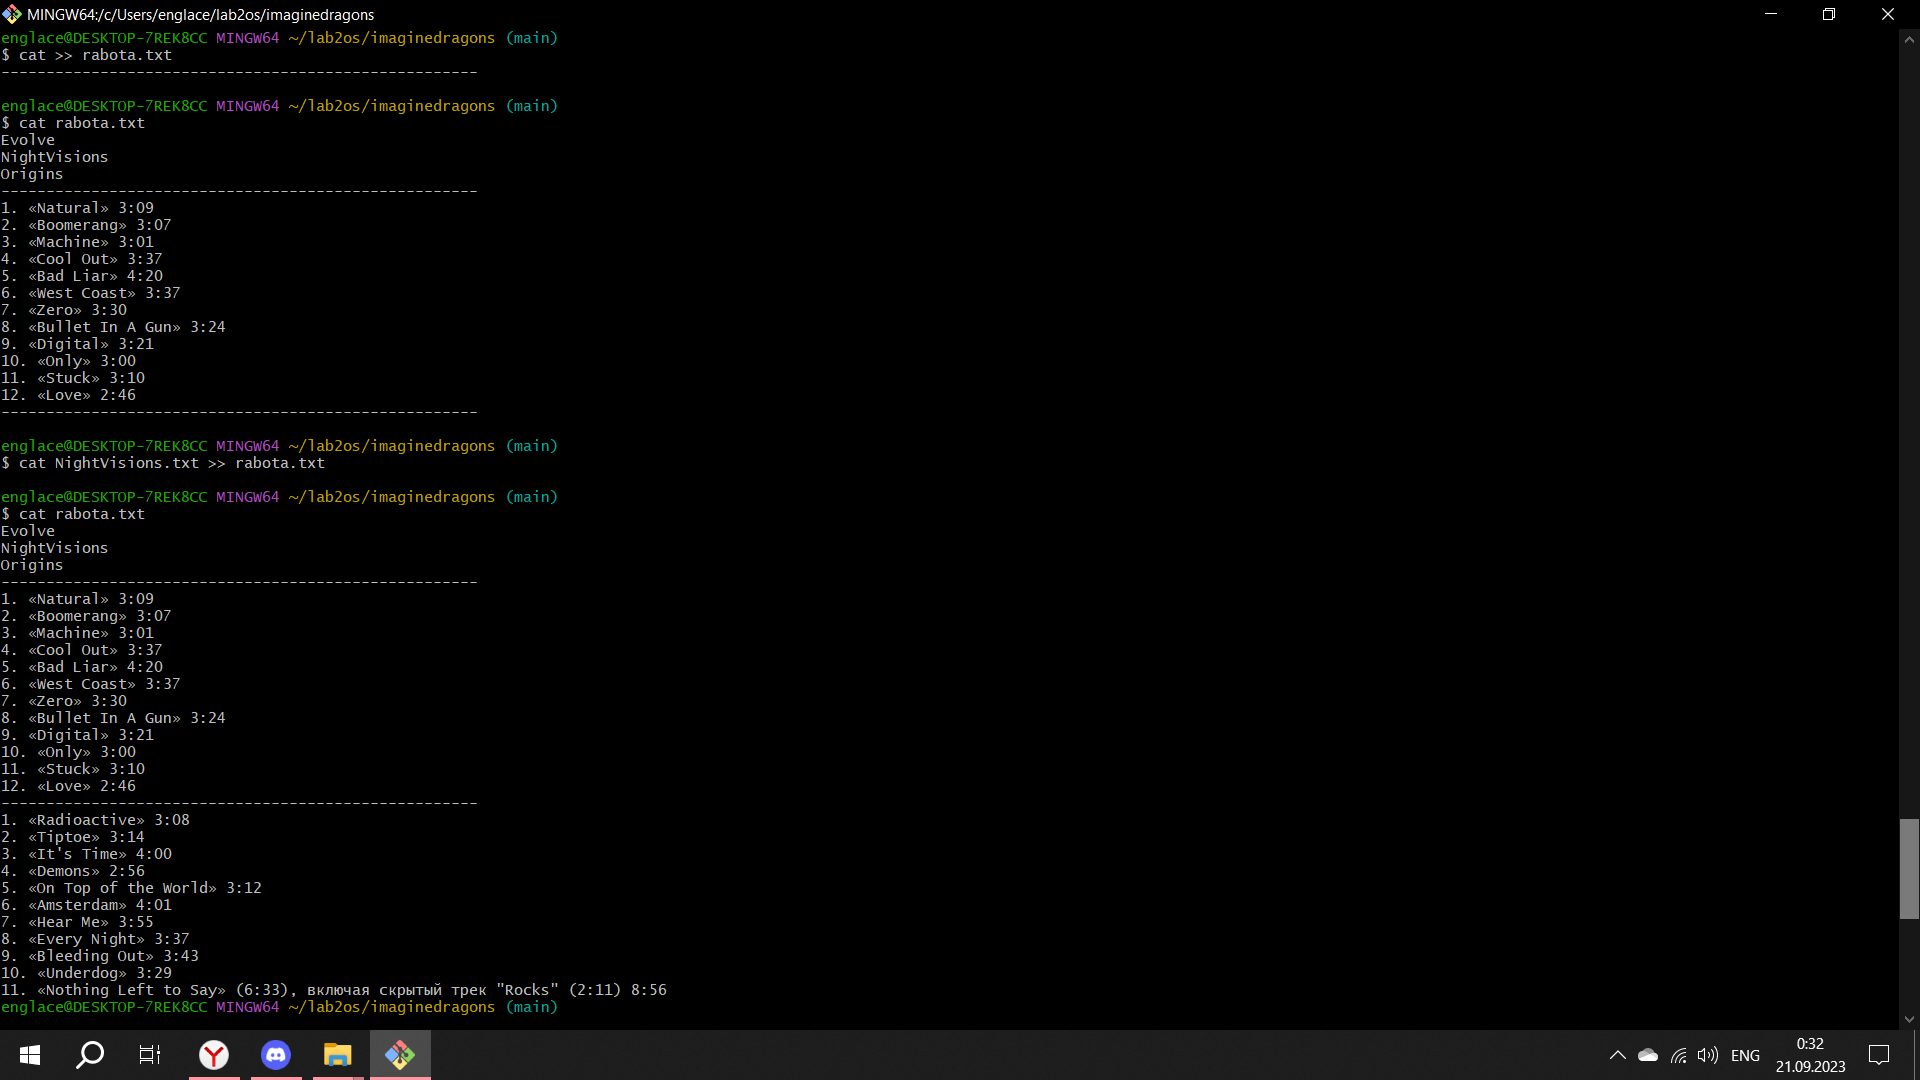 MINGW64:/c/Users/englace/lab2os/imaginedragons
englace@DESKTOP-7REK8CC MINGW64 ~/lab2os/imaginedragons (main)
$ cat >> rabota.txt
-----------------------------------------------------
englace@DESKTOP-7REK8CC MINGW64 ~/lab2os/imaginedragons (main)
$ cat rabota.txt
Evolve
NightVisions
Origins
-----------------------------------------------------
1. «Natural» 3:09
2. «Boomerang» 3:07
3. «Machine» 3:01
4. «Cool Out» 3:37
5. «Bad Liar» 4:20
6. «West Coast» 3:37
7. «Zero» 3:30
8. «Bullet In A Gun» 3:24
9. «Digital» 3:21
10. «Only» 3:00
11. «Stuck» 3:10
12. «Love» 2:46
-----------------------------------------------------
englace@DESKTOP-7REK8CC MINGW64 ~/lab2os/imaginedragons (main)
$ cat NightVisions.txt >> rabota.txt
englace@DESKTOP-7REK8CC MINGW64 ~/lab2os/imaginedragons (main)
$ cat rabota.txt
Evolve
NightVisions
Origins
-----------------------------------------------------
1. «Natural» 3:09
2. «Boomerang» 3:07
3. «Machine» 3:01
4. «Cool Out» 3:37
5. «Bad Liar» 4:20
6. «West Coast» 3:37
7. «Zero» 3:30
8. «Bullet In A Gun» 3:24
9. «Digital» 3:21
10. «Only» 3:00
11. «Stuck» 3:10
12. «Love» 2:46
-----------------------------------------------------
1. «Radioactive» 3:08
2. «Tiptoe» 3:14
3. «It's Time» 4:00
4. «Demons» 2:56
5. «On Top of the World» 3:12
6. «Amsterdam» 4:01
7. «Hear Me» 3:55
8. «Every Night» 3:37
9. «Bleeding Out» 3:43
10. «Underdog» 3:29
11. «Nothing Left to Say» (6:33), включая скрытый трек "Rocks" (2:11) 8:56
englace@DESKTOP-7REK8CC MINGW64 ~/lab2os/imaginedragons (main)
ENG
0:32
21.09.2023